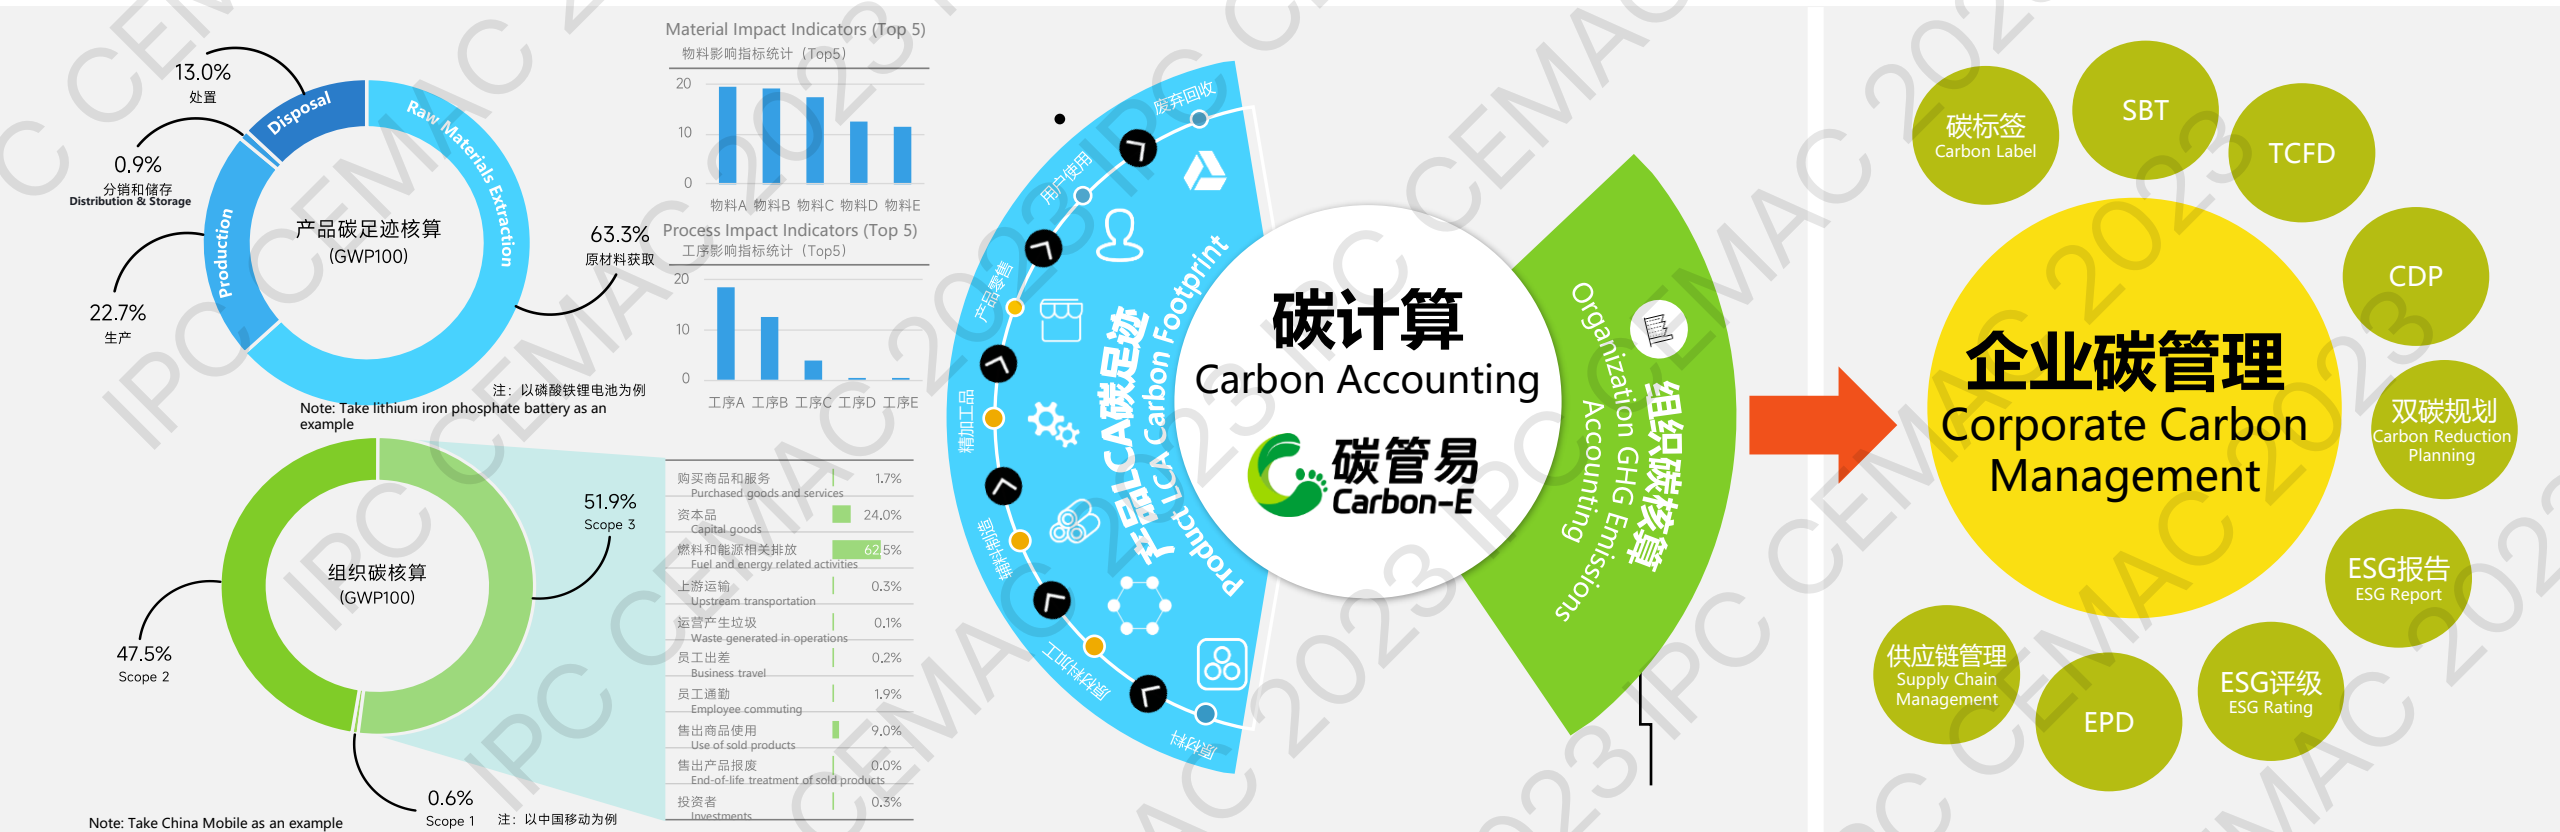 Material Impact Indicators (Top 5)
物料影响指标统计（Top5）
20
10
0
物料A 物料B 物料C 物料D 物料E
Process Impact Indicators (Top 5)
工序影响指标统计（Top5）
20
10
0
工序A 工序B 工序C 工序D 工序E
13.0%
处置
0.9%
分销和储存
Distribution & Storage
22.7%
生产
63.3%
原材料获取
Disposal
Raw Materials Extraction
Production
产品碳足迹核算
(GWP100)
注：以磷酸铁锂电池为例
Note: Take lithium iron phosphate battery as an
example
组织碳核算
(GWP100)
51.9%
Scope 3
47.5%
Scope 2
0.6%
Scope 1
注：以中国移动为例
Note: Take China Mobile as an example
购买商品和服务 1.7%
Purchased goods and services
资本品 24.0%
Capital goods
燃料和能源相关排放 62.5%
Fuel and energy related activities
上游运输 0.3%
Upstream transportation
运营产生垃圾 0.1%
Waste generated in operations
员工出差 0.2%
Business travel
员工通勤 1.9%
Employee commuting
售出商品使用 9.0%
Use of sold products
售出产品报废 0.0%
End-of-life treatment of sold products
投资者 0.3%
Investments
废弃回收
用户使用
产品零售
精加工品
辅料制造
原材料加工
原材料
产品LCA碳足迹
Product LCA Carbon Footprint
碳计算
Carbon Accounting
碳管易
Carbon-E
组织碳核算
Organization GHG Emissions
Accounting
企业碳管理
Corporate Carbon
Management
碳标签
Carbon Label
SBT
TCFD
CDP
双碳规划
Carbon Reduction
Planning
ESG报告
ESG Report
ESG评级
ESG Rating
EPD
供应链管理
Supply Chain
Management
IPC CEMAC 2023
IPC CEMAC 2023
IPC CEMAC 2023
IPC CEMAC 2023